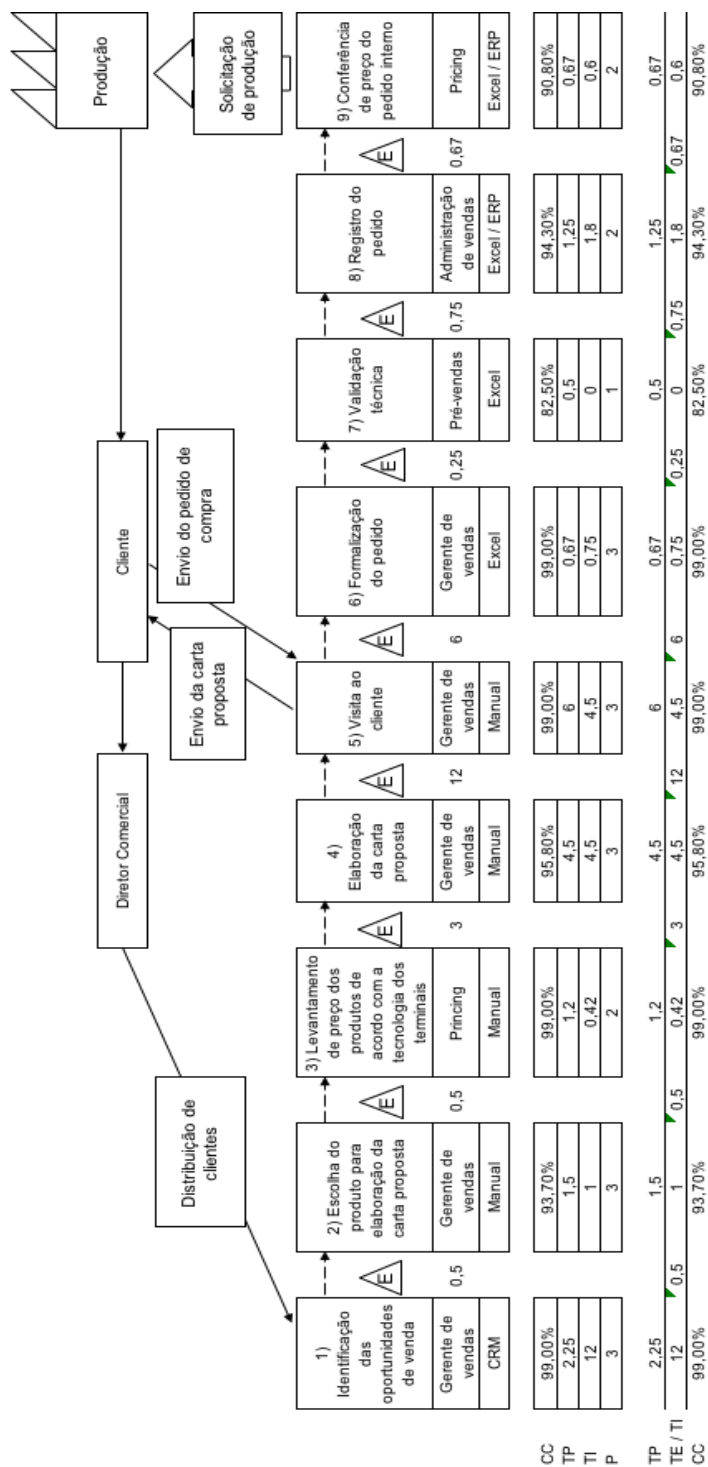 Produção
Cliente
Diretor Comercial
Solicitação
de produção
Envio do pedido de
compra
Envio da carta
proposta
Distribuição de
clientes
1)
Identificação
das
oportunidades
de venda
Gerente de
vendas
CRM
E
0,5
2) Escolha do
produto para
elaboração da
carta proposta
Gerente de
vendas
Manual
E
0,5
3) Levantamento
de preço dos
produtos de
acordo com a
tecnologia dos
terminais
Princing
Manual
E
3
4)
Elaboração
da carta
proposta
Gerente de
vendas
Manual
E
12
5) Visita ao
cliente
Gerente de
vendas
Manual
E
6
6) Formalização
do pedido
Gerente de
vendas
Excel
E
0,25
7) Validação
técnica
Pré-vendas
Excel
E
0,75
8) Registro do
pedido
Administração
de vendas
Excel / ERP
E
0,67
9) Conferência
de preço do
pedido interno
Pricing
Excel / ERP
CC 99,00% 93,70% 99,00% 95,80% 99,00% 99,00% 82,50% 94,30% 90,80%
TP 2,25 1,5 1,2 4,5 6 0,67 0,5 1,25 0,67
TI 12 1 0,42 4,5 4,5 0,75 0 1,8 0,6
P 3 3 2 3 3 3 1 2 2
TP 2,25 1,5 1,2 4,5 6 0,67 0,5 1,25 0,67
TE / TI 12 0,5 1 0,5 0,42 3 4,5 12 4,5 6 0,75 0,25 0 0,75 1,8 0,67 0,6
CC 99,00% 93,70% 99,00% 95,80% 99,00% 99,00% 82,50% 94,30% 90,80%